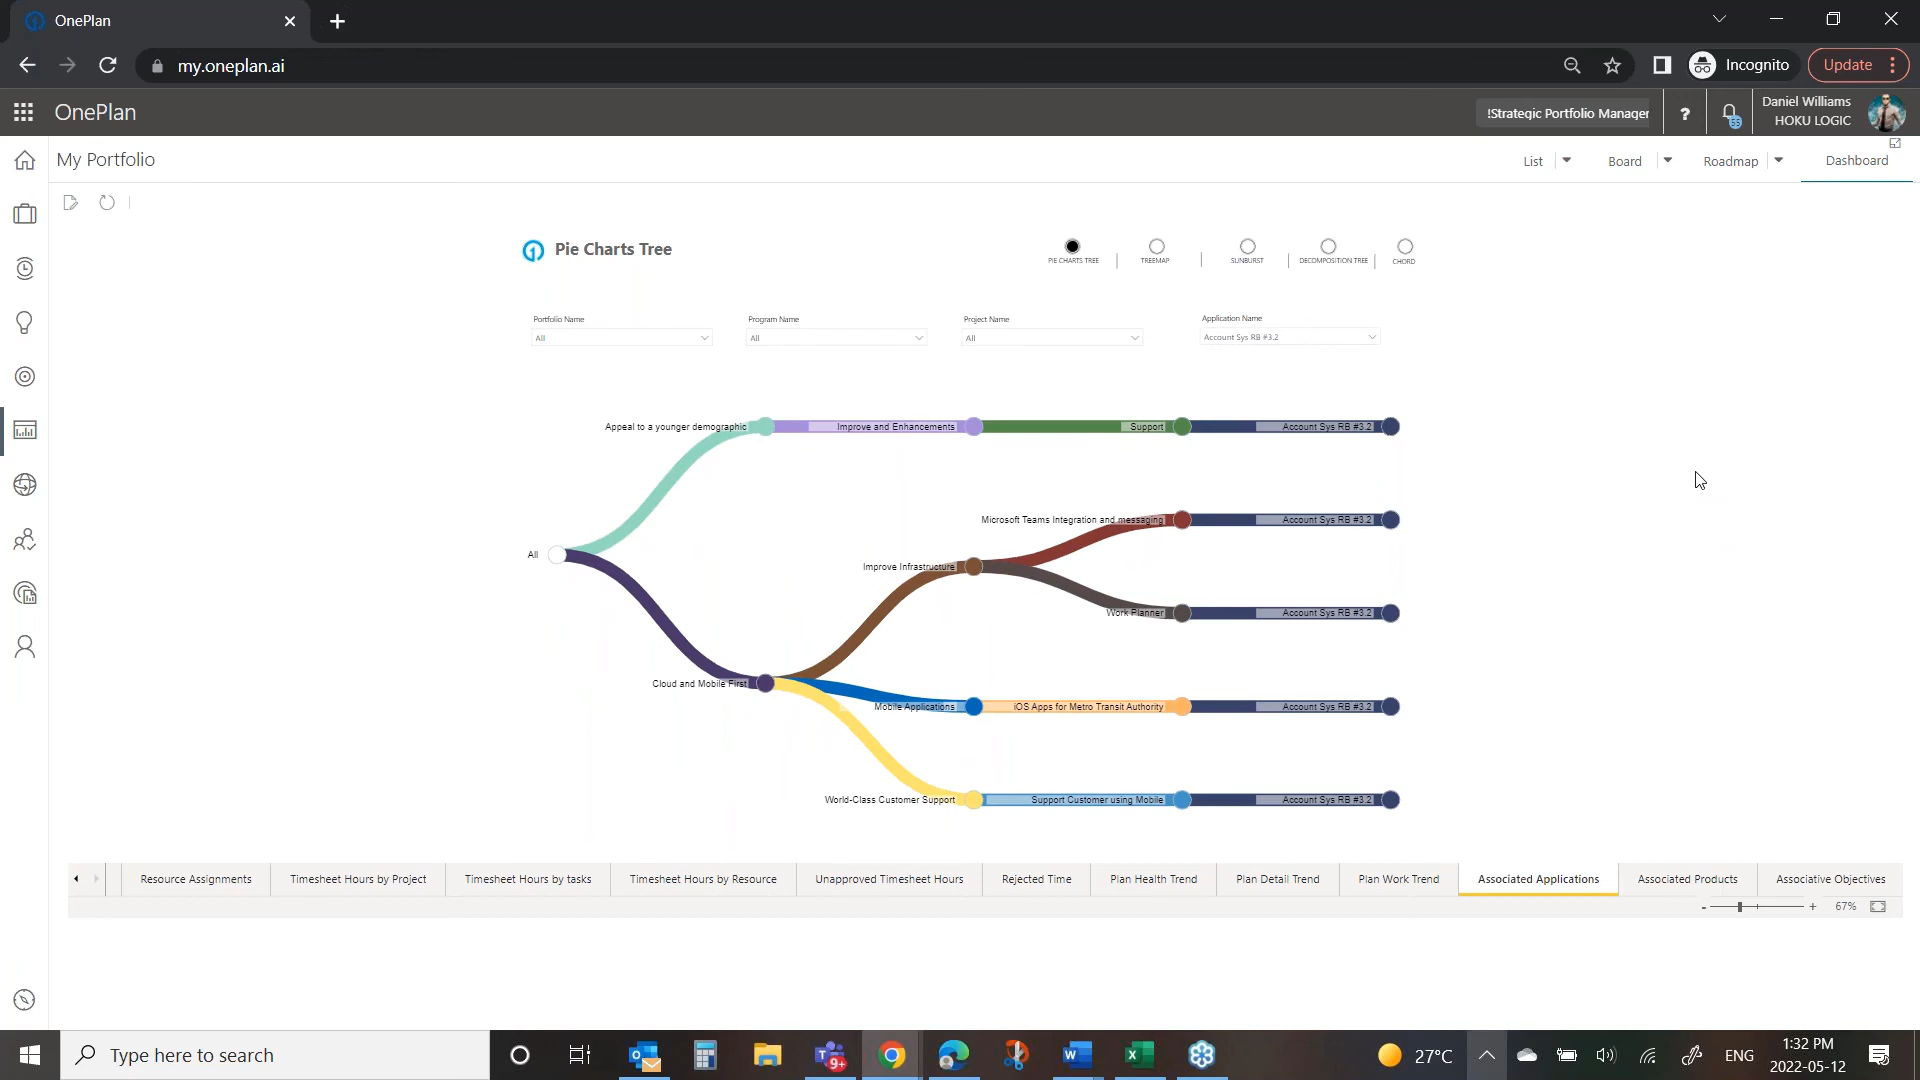 OnePlan
my.oneplan.ai
Incognito
Update
OnePlan
!Strategic Portfolio Manager
?
55
Daniel Williams
HOKU LOGIC
My Portfolio
List
Board
Roadmap
Dashboard
Pie Charts Tree
PIE CHARTS TREE
TREEMAP
SUNBURST
DECOMPOSITION TREE
CHORD
Portfolio Name
Program Name
Project Name
Application Name
All
All
All
Account Sys RB #3.2
Appeal to a younger demographic
Improve and Enhancements
Support
Account Sys RB #3.2
Microsoft Teams Integration and messaging
Account Sys RB #3.2
All
Improve Infrastructure
Work Planner
Account Sys RB #3.2
Cloud and Mobile First
Mobile Applications
iOS Apps for Metro Transit Authority
Account Sys RB #3.2
World-Class Customer Support
Support Customer using Mobile
Account Sys RB #3.2
Resource Assignments
Timesheet Hours by Project
Timesheet Hours by tasks
Timesheet Hours by Resource
Unapproved Timesheet Hours
Rejected Time
Plan Health Trend
Plan Detail Trend
Plan Work Trend
Associated Applications
Associated Products
Associative Objectives
- + 67%
Type here to search
9+
27°C
ENG
1:32 PM
2022-05-12